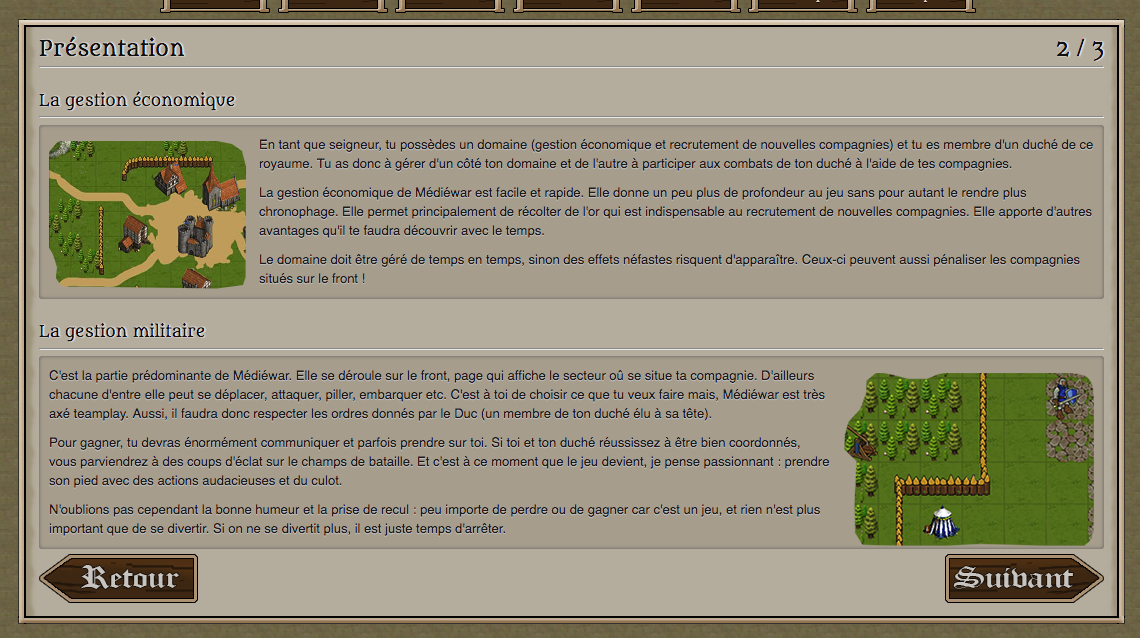 Présentation
2 / 3
La gestion économique
En tant que seigneur, tu possèdes un domaine (gestion économique et recrutement de nouvelles compagnies) et tu es membre d'un duché de ce
royaume. Tu as donc à gérer d'un côté ton domaine et de l'autre à participer aux combats de ton duché à l'aide de tes compagnies.
La gestion économique de Médiéwar est facile et rapide. Elle donne un peu plus de profondeur au jeu sans pour autant le rendre plus
chronophage. Elle permet principalement de récolter de l'or qui est indispensable au recrutement de nouvelles compagnies. Elle apporte d'autres
avantages qu'il te faudra découvrir avec le temps.
Le domaine doit être géré de temps en temps, sinon des effets néfastes risquent d'apparaître. Ceux-ci peuvent aussi pénaliser les compagnies
situés sur le front !
La gestion militaire
C'est la partie prédominante de Médiéwar. Elle se déroule sur le front, page qui affiche le secteur oû se situe ta compagnie. D'ailleurs
chacune d'entre elle peut se déplacer, attaquer, piller, embarquer etc. C'est à toi de choisir ce que tu veux faire mais, Médiéwar est très
axé teamplay. Aussi, il faudra donc respecter les ordres donnés par le Duc (un membre de ton duché élu à sa tête).
Pour gagner, tu devras énormément communiquer et parfois prendre sur toi. Si toi et ton duché réussissez à être bien coordonnés,
vous parviendrez à des coups d'éclat sur le champs de bataille. Et c'est à ce moment que le jeu devient, je pense passionnant : prendre
son pied avec des actions audacieuses et du culot.
N'oublions pas cependant la bonne humeur et la prise de recul : peu importe de perdre ou de gagner car c'est un jeu, et rien n'est plus
important que de se divertir. Si on ne se divertit plus, il est juste temps d'arrêter.
Retour
Suivant